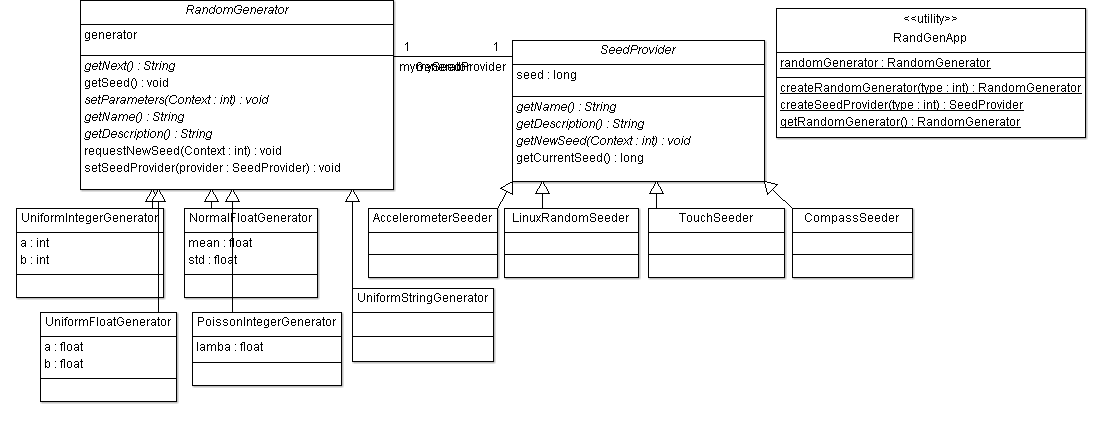 RandomGenerator
generator
getNext() : String
getSeed() : void
setParameters(Context : int) : void
getName() : String
getDescription() : String
requestNewSeed(Context : int) : void
setSeedProvider(provider : SeedProvider) : void
1
1
SeedProvider
seed : long
getName() : String
getDescription() : String
getNewSeed(Context : int) : void
getCurrentSeed() : long
<<utility>>
RandGenApp
randomGenerator : RandomGenerator
createRandomGenerator(type : int) : RandomGenerator
createSeedProvider(type : int) : SeedProvider
getRandomGenerator() : RandomGenerator
UniformIntegerGenerator
a : int
b : int
NormalFloatGenerator
mean : float
std : float
AccelerometerSeeder
LinuxRandomSeeder
TouchSeeder
CompassSeeder
UniformStringGenerator
UniformFloatGenerator
a : float
b : float
PoissonIntegerGenerator
lamba : float